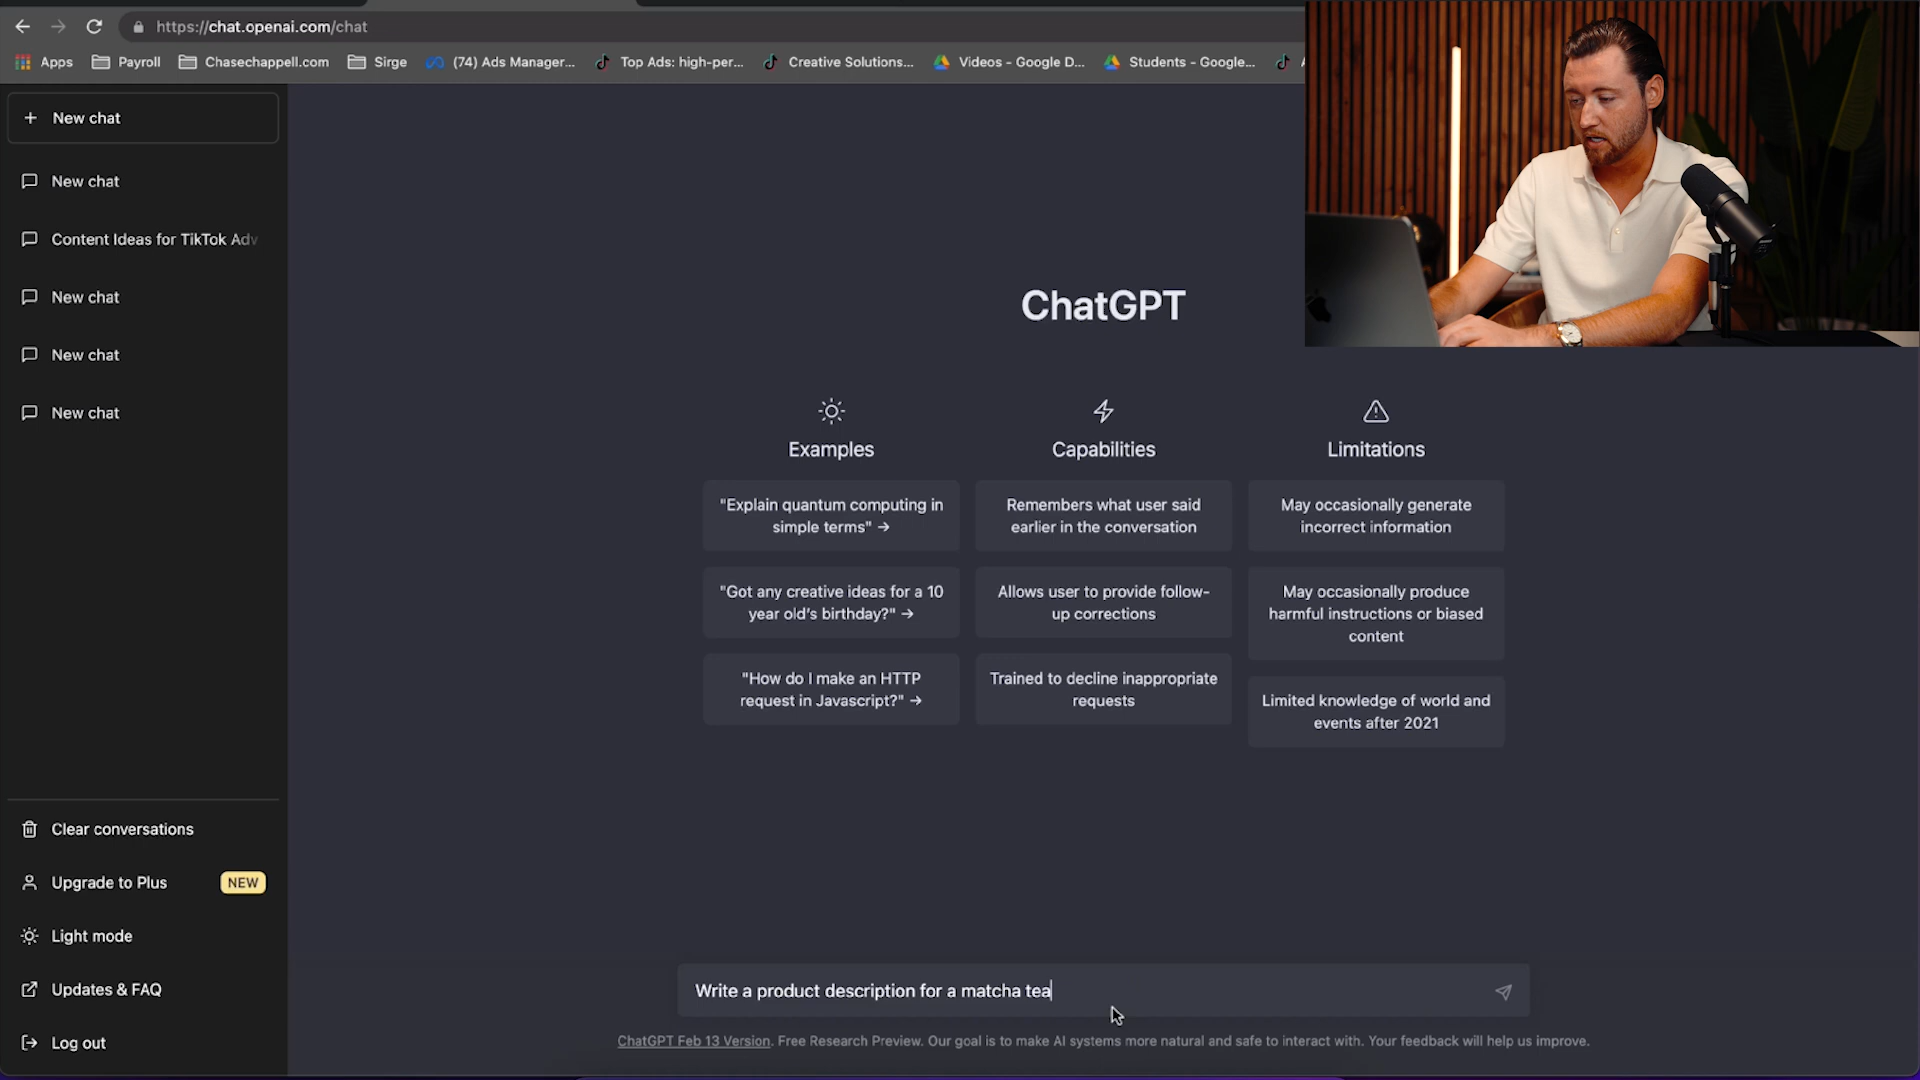 https://chat.openai.com/chat
Apps Payroll Chasechappell.com Sirge (74) Ads Manager... Top Ads: high-per... Creative Solutions... Videos - Google D... Students - Google...
+ New chat
New chat
Content Ideas for TikTok Adv
New chat
New chat
New chat
Clear conversations
Upgrade to Plus NEW
Light mode
Updates & FAQ
Log out
ChatGPT
Examples
"Explain quantum computing in
simple terms" →
"Got any creative ideas for a 10
year old's birthday?" →
"How do I make an HTTP
request in Javascript?" →
Capabilities
Remembers what user said
earlier in the conversation
Allows user to provide follow-
up corrections
Trained to decline inappropriate
requests
Limitations
May occasionally generate
incorrect information
May occasionally produce
harmful instructions or biased
content
Limited knowledge of world and
events after 2021
Write a product description for a matcha tea
ChatGPT Feb 13 Version. Free Research Preview. Our goal is to make AI systems more natural and safe to interact with. Your feedback will help us improve.